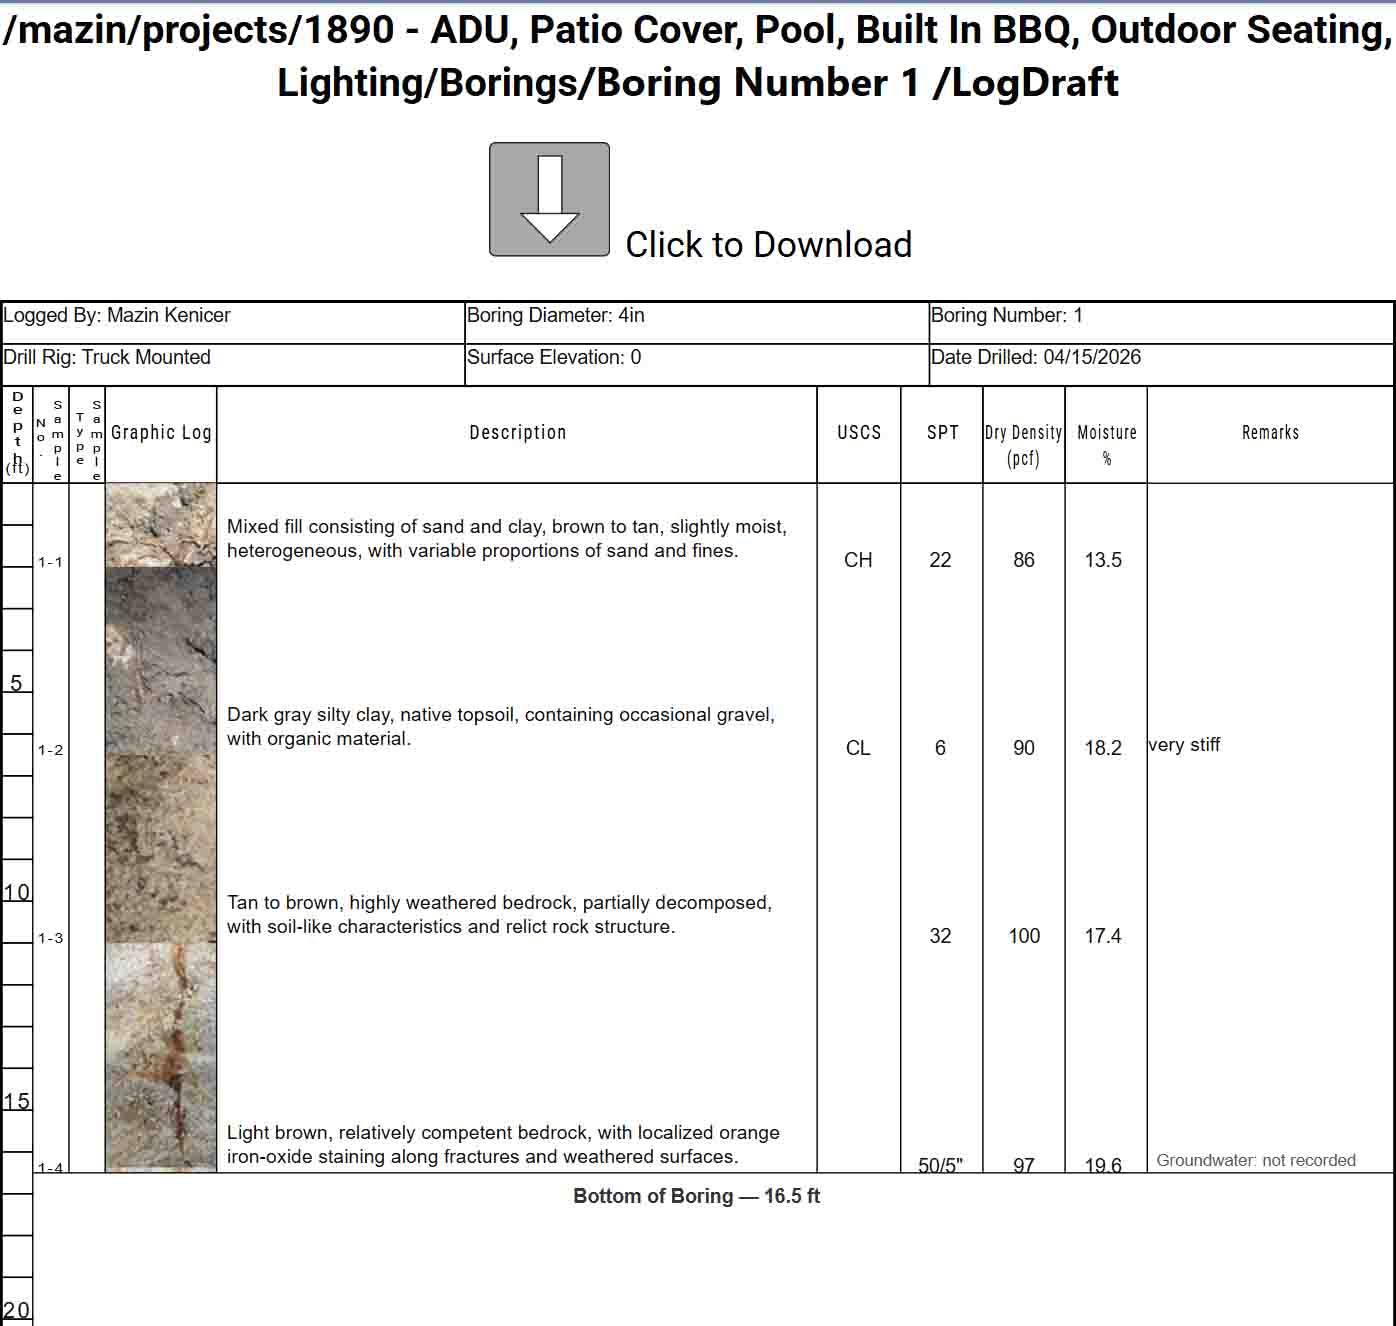 /mazin/projects/1890 - ADU, Patio Cover, Pool, Built In BBQ, Outdoor Seating,
Lighting/Borings/Boring Number 1 /LogDraft
Click to Download
Logged By: Mazin Kenicer
Boring Diameter: 4in
Boring Number: 1
Drill Rig: Truck Mounted
Surface Elevation: 0
Date Drilled: 04/15/2026
Depth (ft)
Sample No.
Sample Type
Graphic Log
Description
USCS
SPT
Dry Density
(pcf)
Moisture
%
Remarks
1-1
Mixed fill consisting of sand and clay, brown to tan, slightly moist,
heterogeneous, with variable proportions of sand and fines.
CH
22
86
13.5
5
1-2
Dark gray silty clay, native topsoil, containing occasional gravel,
with organic material.
CL
6
90
18.2
very stiff
10
1-3
Tan to brown, highly weathered bedrock, partially decomposed,
with soil-like characteristics and relict rock structure.
32
100
17.4
15
1-4
Light brown, relatively competent bedrock, with localized orange
iron-oxide staining along fractures and weathered surfaces.
50/5"
97
19.6
Groundwater: not recorded
Bottom of Boring — 16.5 ft
20